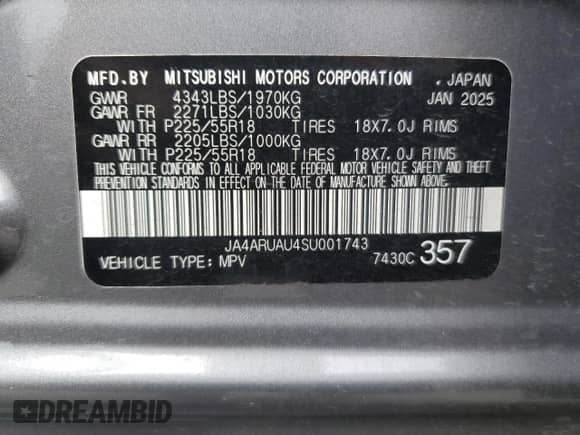 MFD.BY MITSUBISHI MOTORS CORPORATION . JAPAN
GVWR 4343LBS/1970KG JAN 2025
GAWR FR 2271LBS/1030KG
WITH P225/55R18 TIRES 18X7.0J RIMS
GAWR RR 2205LBS/1000KG
WITH P225/55R18 TIRES 18X7.0J RIMS
THIS VEHICLE CONFORMS TO ALL APPLICABLE FEDERAL MOTOR VEHICLE SAFETY AND THEFT
PREVENTION STANDARDS IN EFFECT ON THE DATE OF MANUFACTURE SHOWN ABOVE.
JA4ARUAU4SU001743
VEHICLE TYPE: MPV 7430C 357
DREAMBID